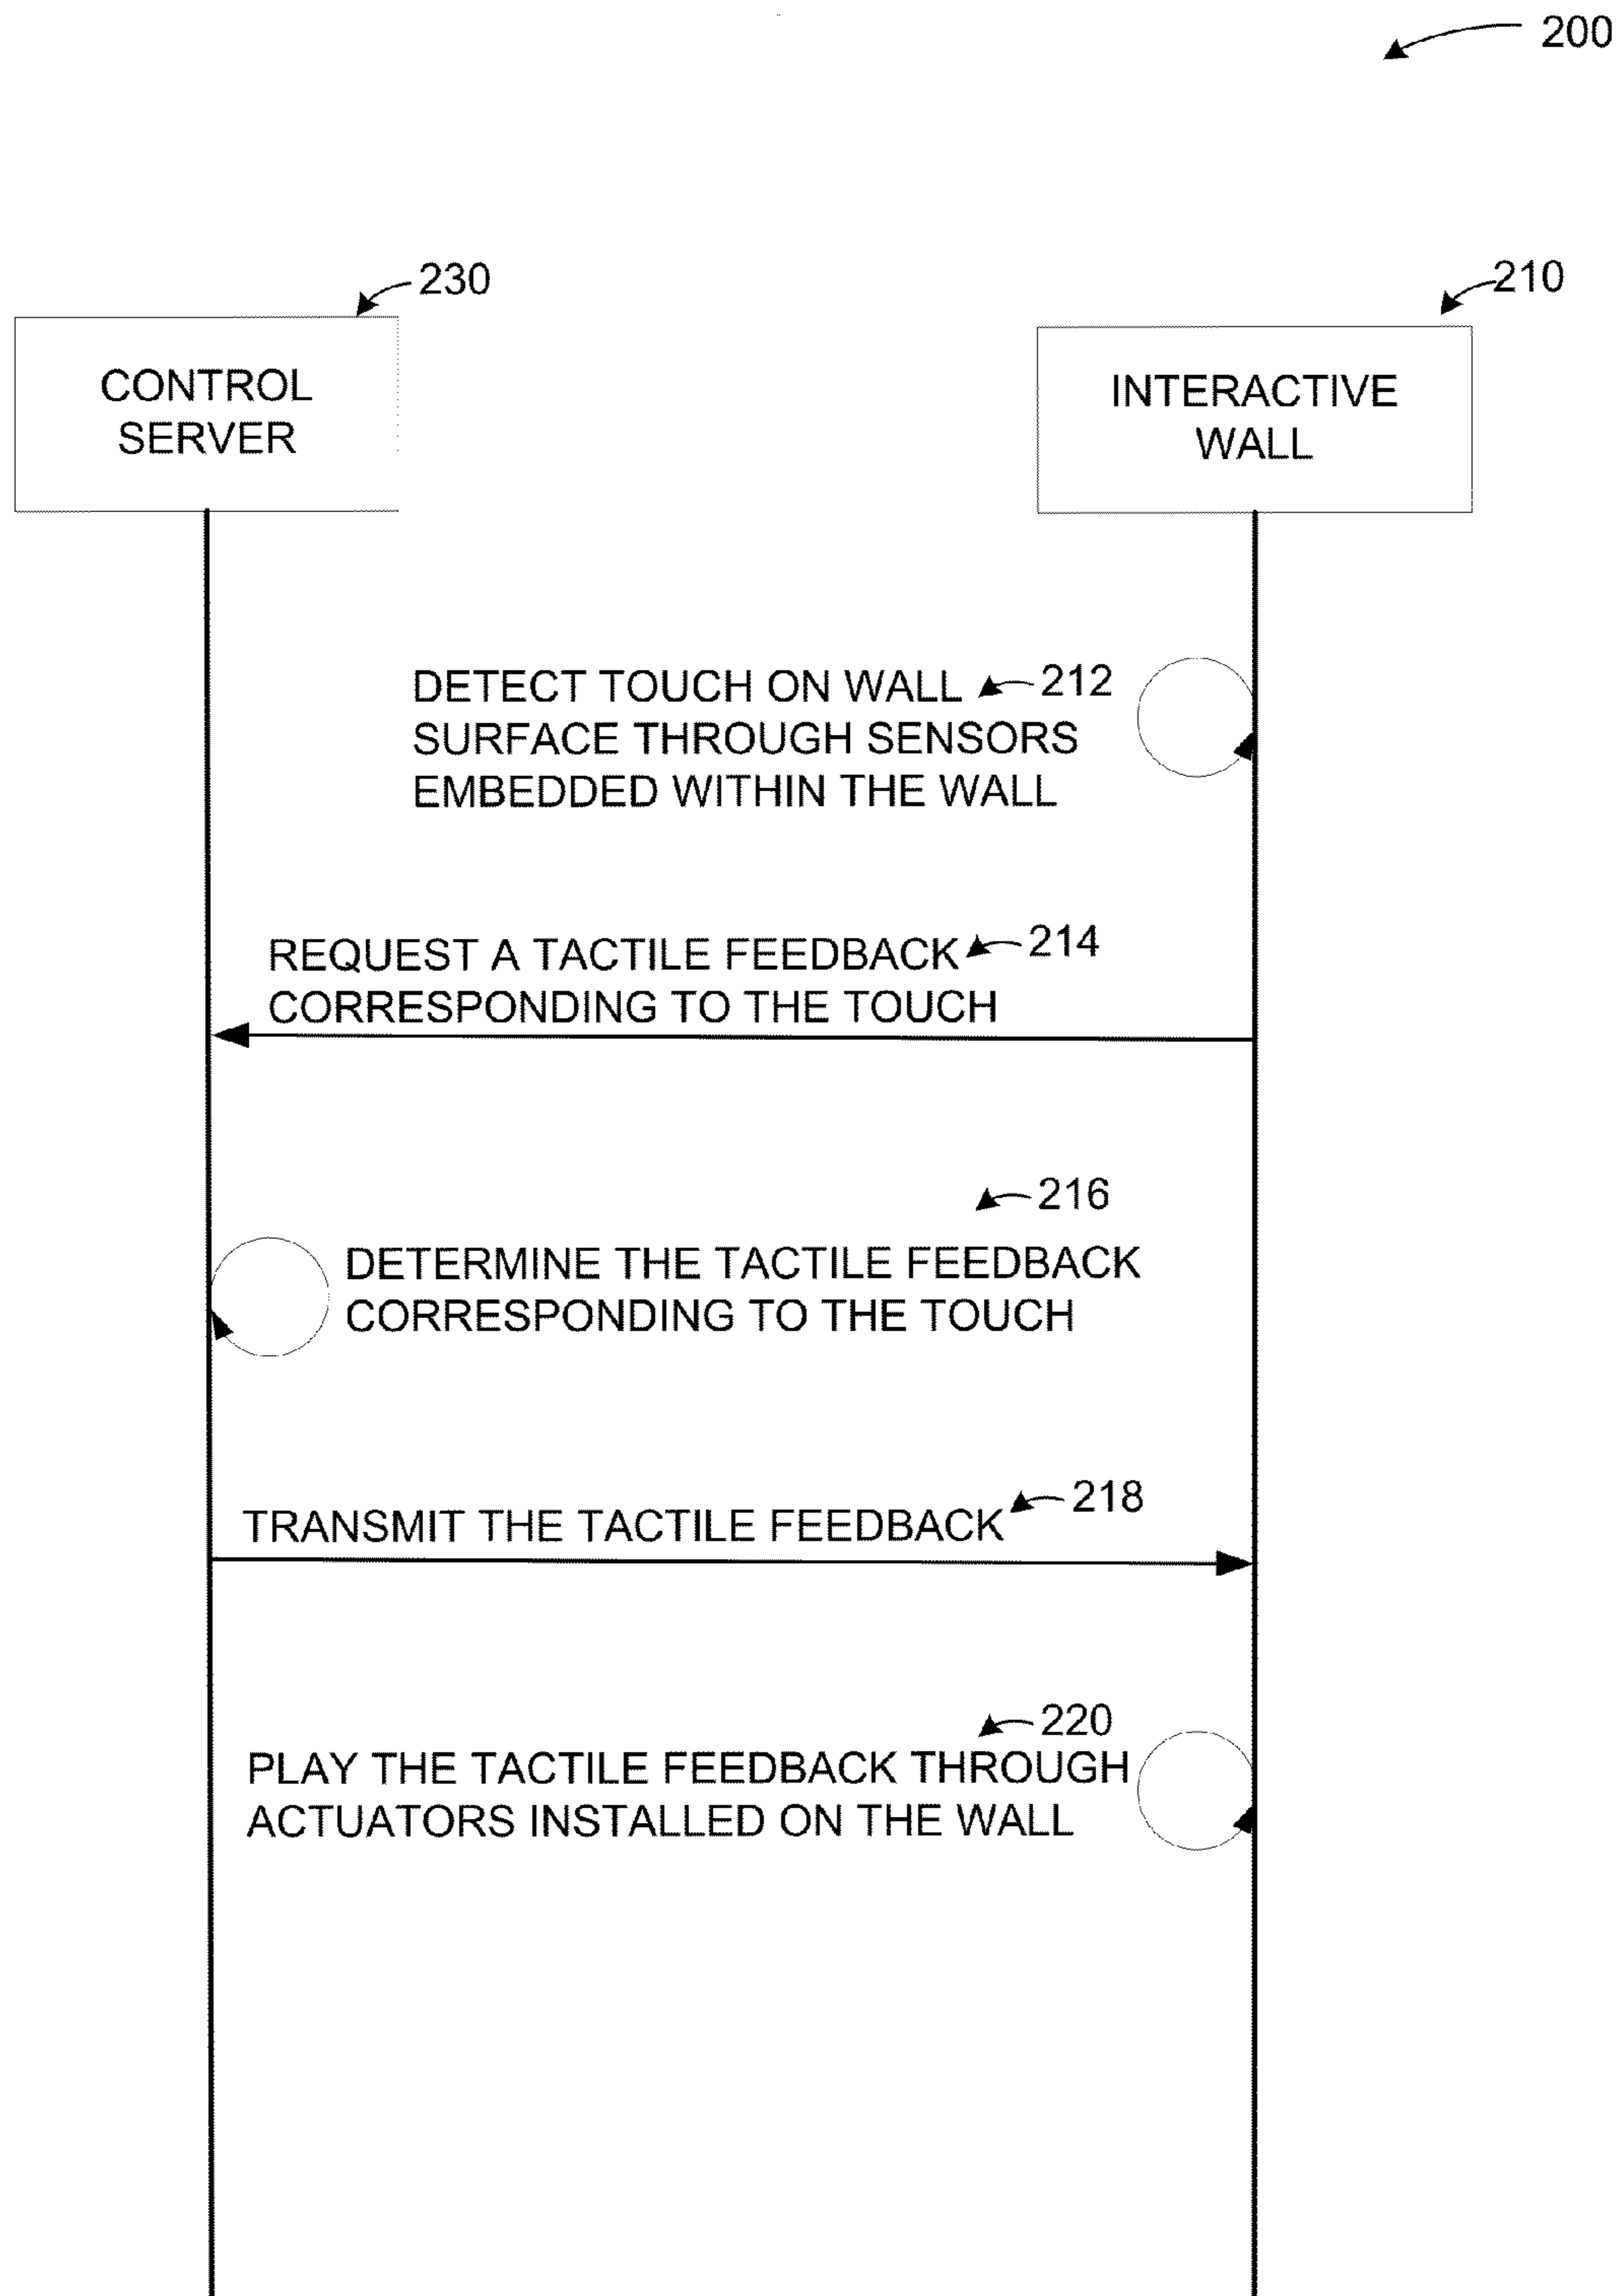 200
230
210
CONTROL
SERVER
INTERACTIVE
WALL
DETECT TOUCH ON WALL 212
SURFACE THROUGH SENSORS
EMBEDDED WITHIN THE WALL
REQUEST A TACTILE FEEDBACK 214
CORRESPONDING TO THE TOUCH
216
DETERMINE THE TACTILE FEEDBACK
CORRESPONDING TO THE TOUCH
218
TRANSMIT THE TACTILE FEEDBACK
220
PLAY THE TACTILE FEEDBACK THROUGH
ACTUATORS INSTALLED ON THE WALL